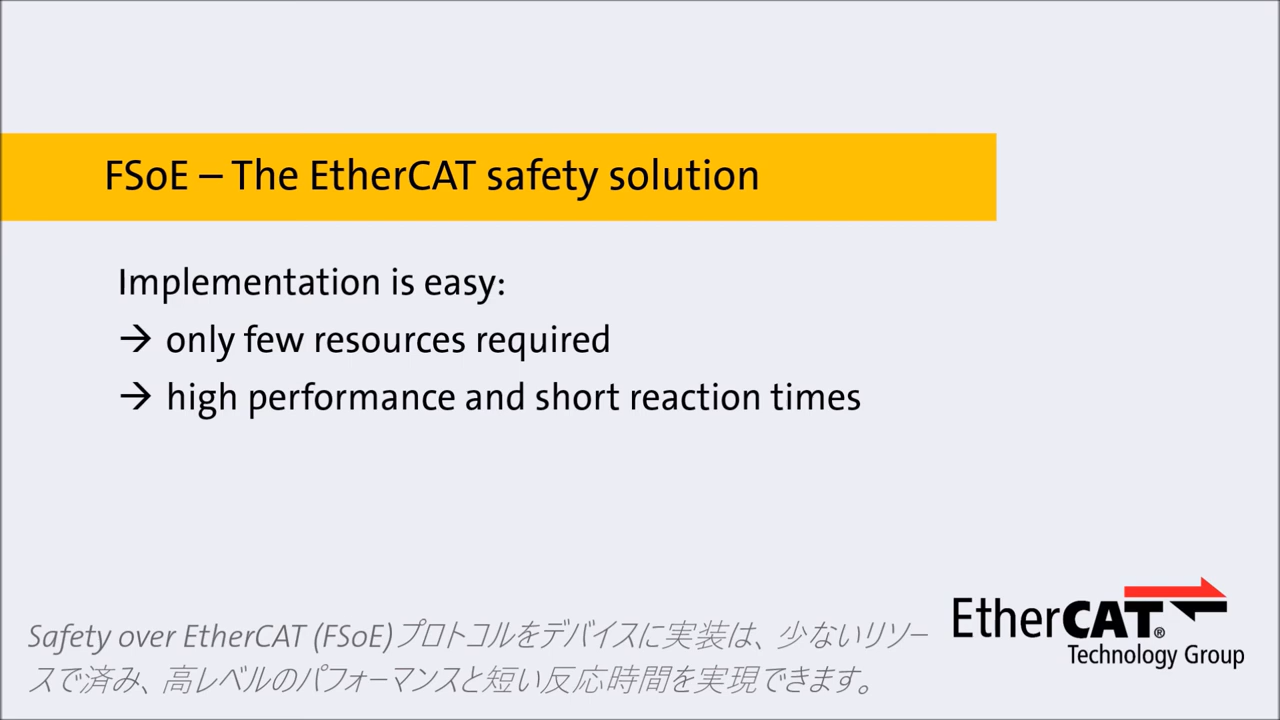 FSoE – The EtherCAT safety solution
Implementation is easy:
→ only few resources required
→ high performance and short reaction times
Safety over EtherCAT (FSoE)プロトコルをデバイスに実装は、少ないリソー
スで済み、高レベルのパフォーマンスと短い反応時間を実現できます。
EtherCAT®
Technology Group